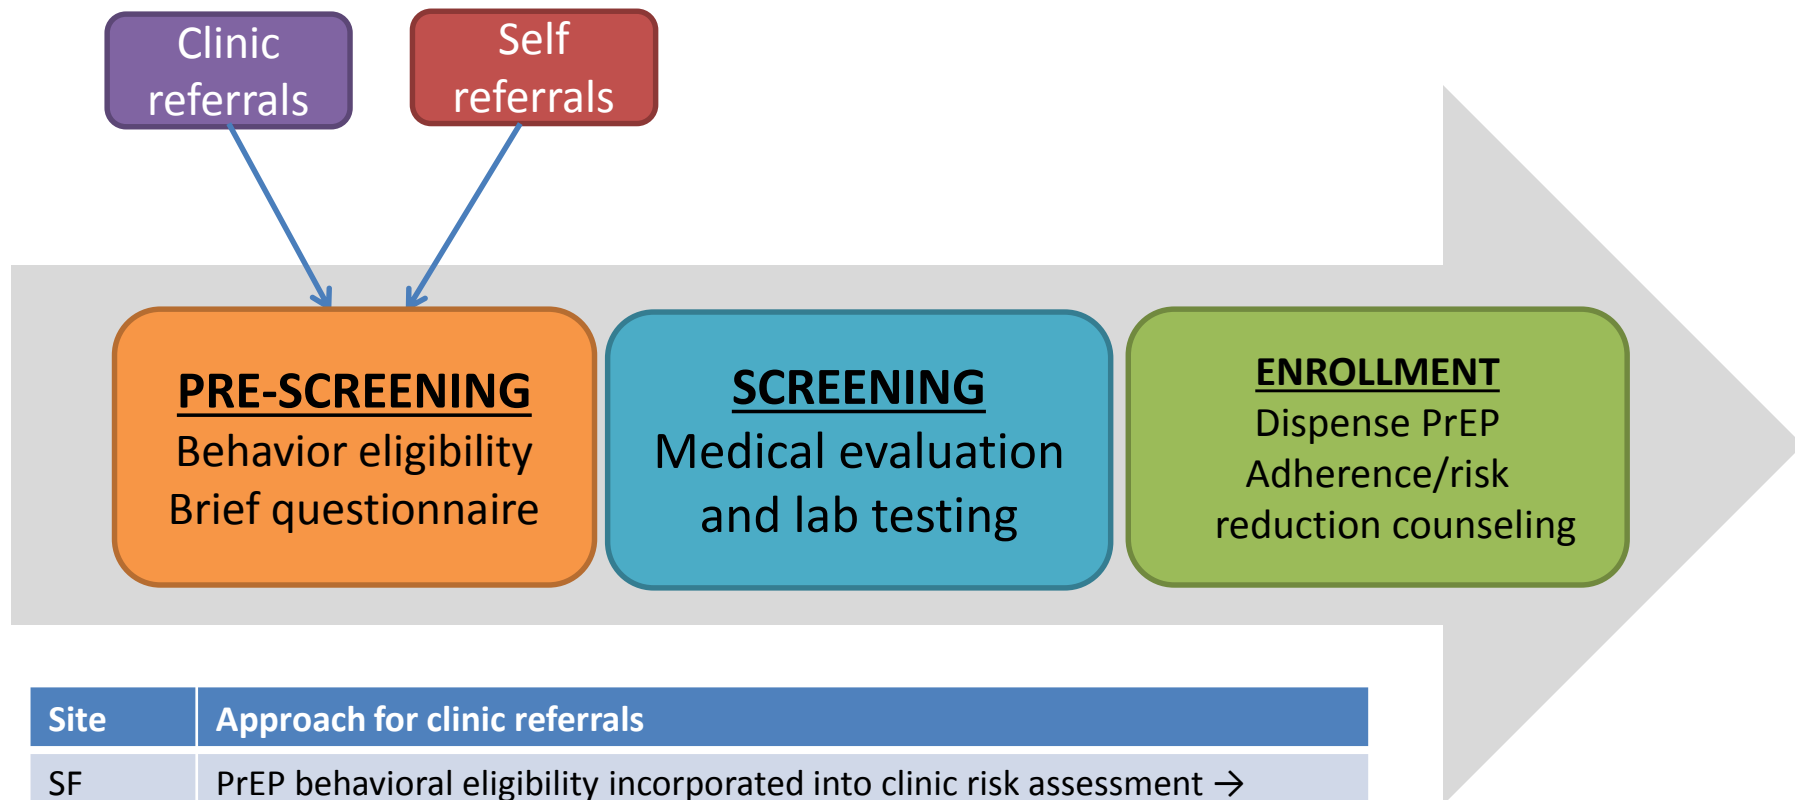 Clinic
referrals
Self
referrals
PRE-SCREENING
Behavior eligibility
Brief questionnaire
SCREENING
Medical evaluation
and lab testing
ENROLLMENT
Dispense PrEP
Adherence/risk
reduction counseling
Site Approach for clinic referrals
SF PrEP behavioral eligibility incorporated into clinic risk assessment →